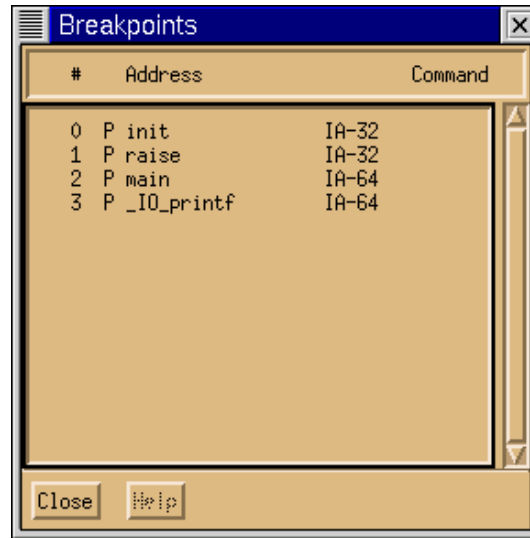 Breakpoints
# Address Command
0 P init IA-32
1 P raise IA-32
2 P main IA-64
3 P _IO_printf IA-64
Close Help